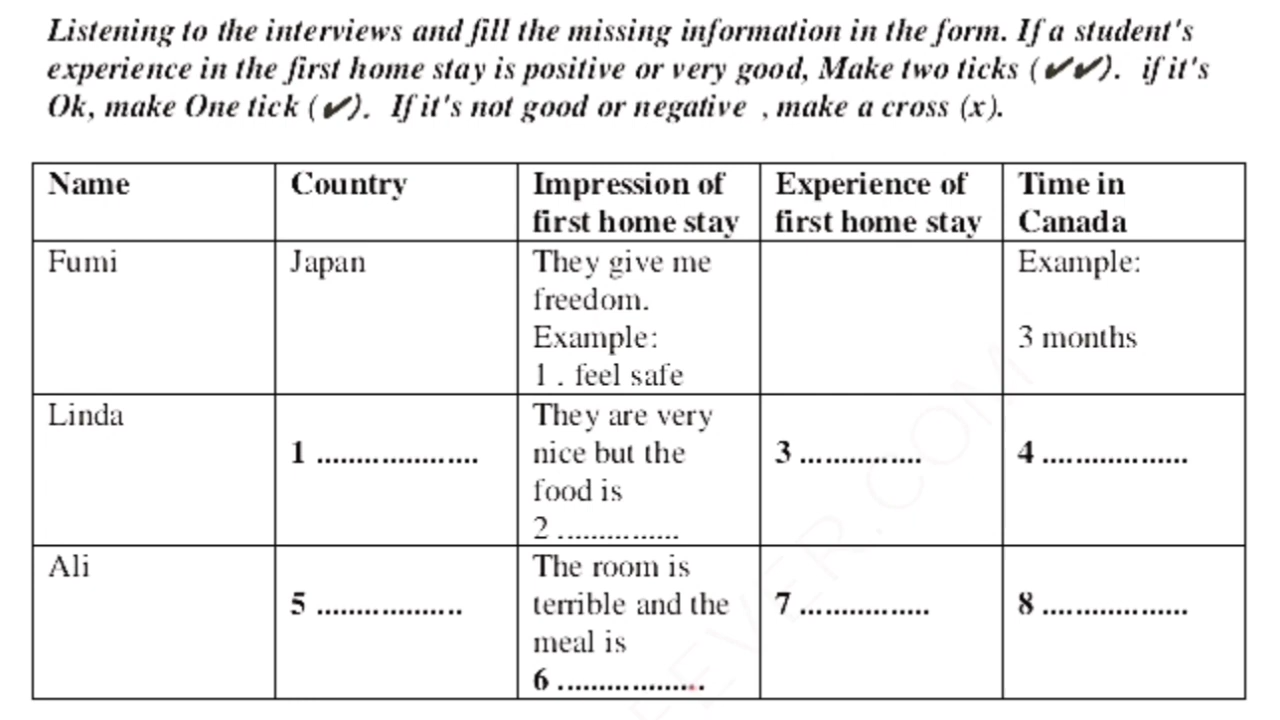 Listening to the interviews and fill the missing information in the form. If a student's
experience in the first home stay is positive or very good, Make two ticks (✔✔). if it's
Ok, make One tick (✔). If it's not good or negative , make a cross (x).
Name
Country
Impression of
first home stay
Experience of
first home stay
Time in
Canada
Fumi
Japan
They give me
freedom.
Example:
1 . feel safe
Example:
3 months
Linda
1 ....................
They are very
nice but the
food is
2 ...............
3 ...............
4 ..................
Ali
5 ..................
The room is
terrible and the
meal is
6 ..................
7 ................
8 ..................